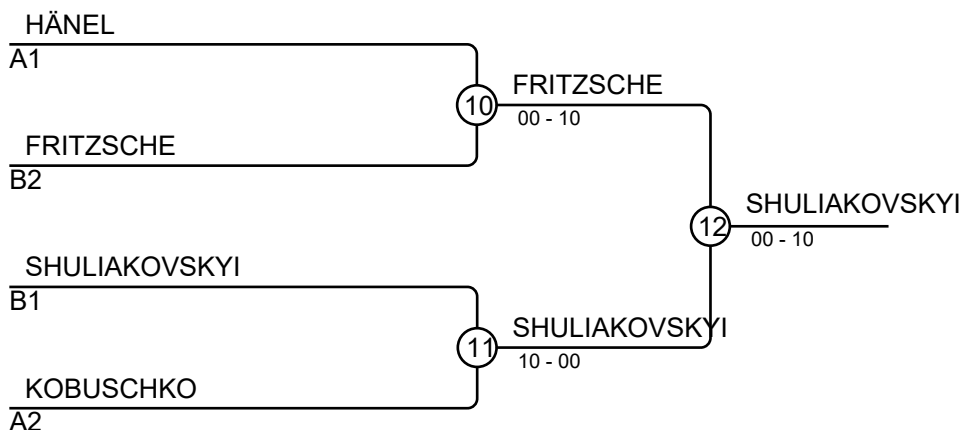 HÄNEL
A1
10
FRITZSCHE
00 - 10
FRITZSCHE
B2
12
SHULIAKOVSKYI
00 - 10
SHULIAKOVSKYI
B1
11
SHULIAKOVSKYI
10 - 00
KOBUSCHKO
A2